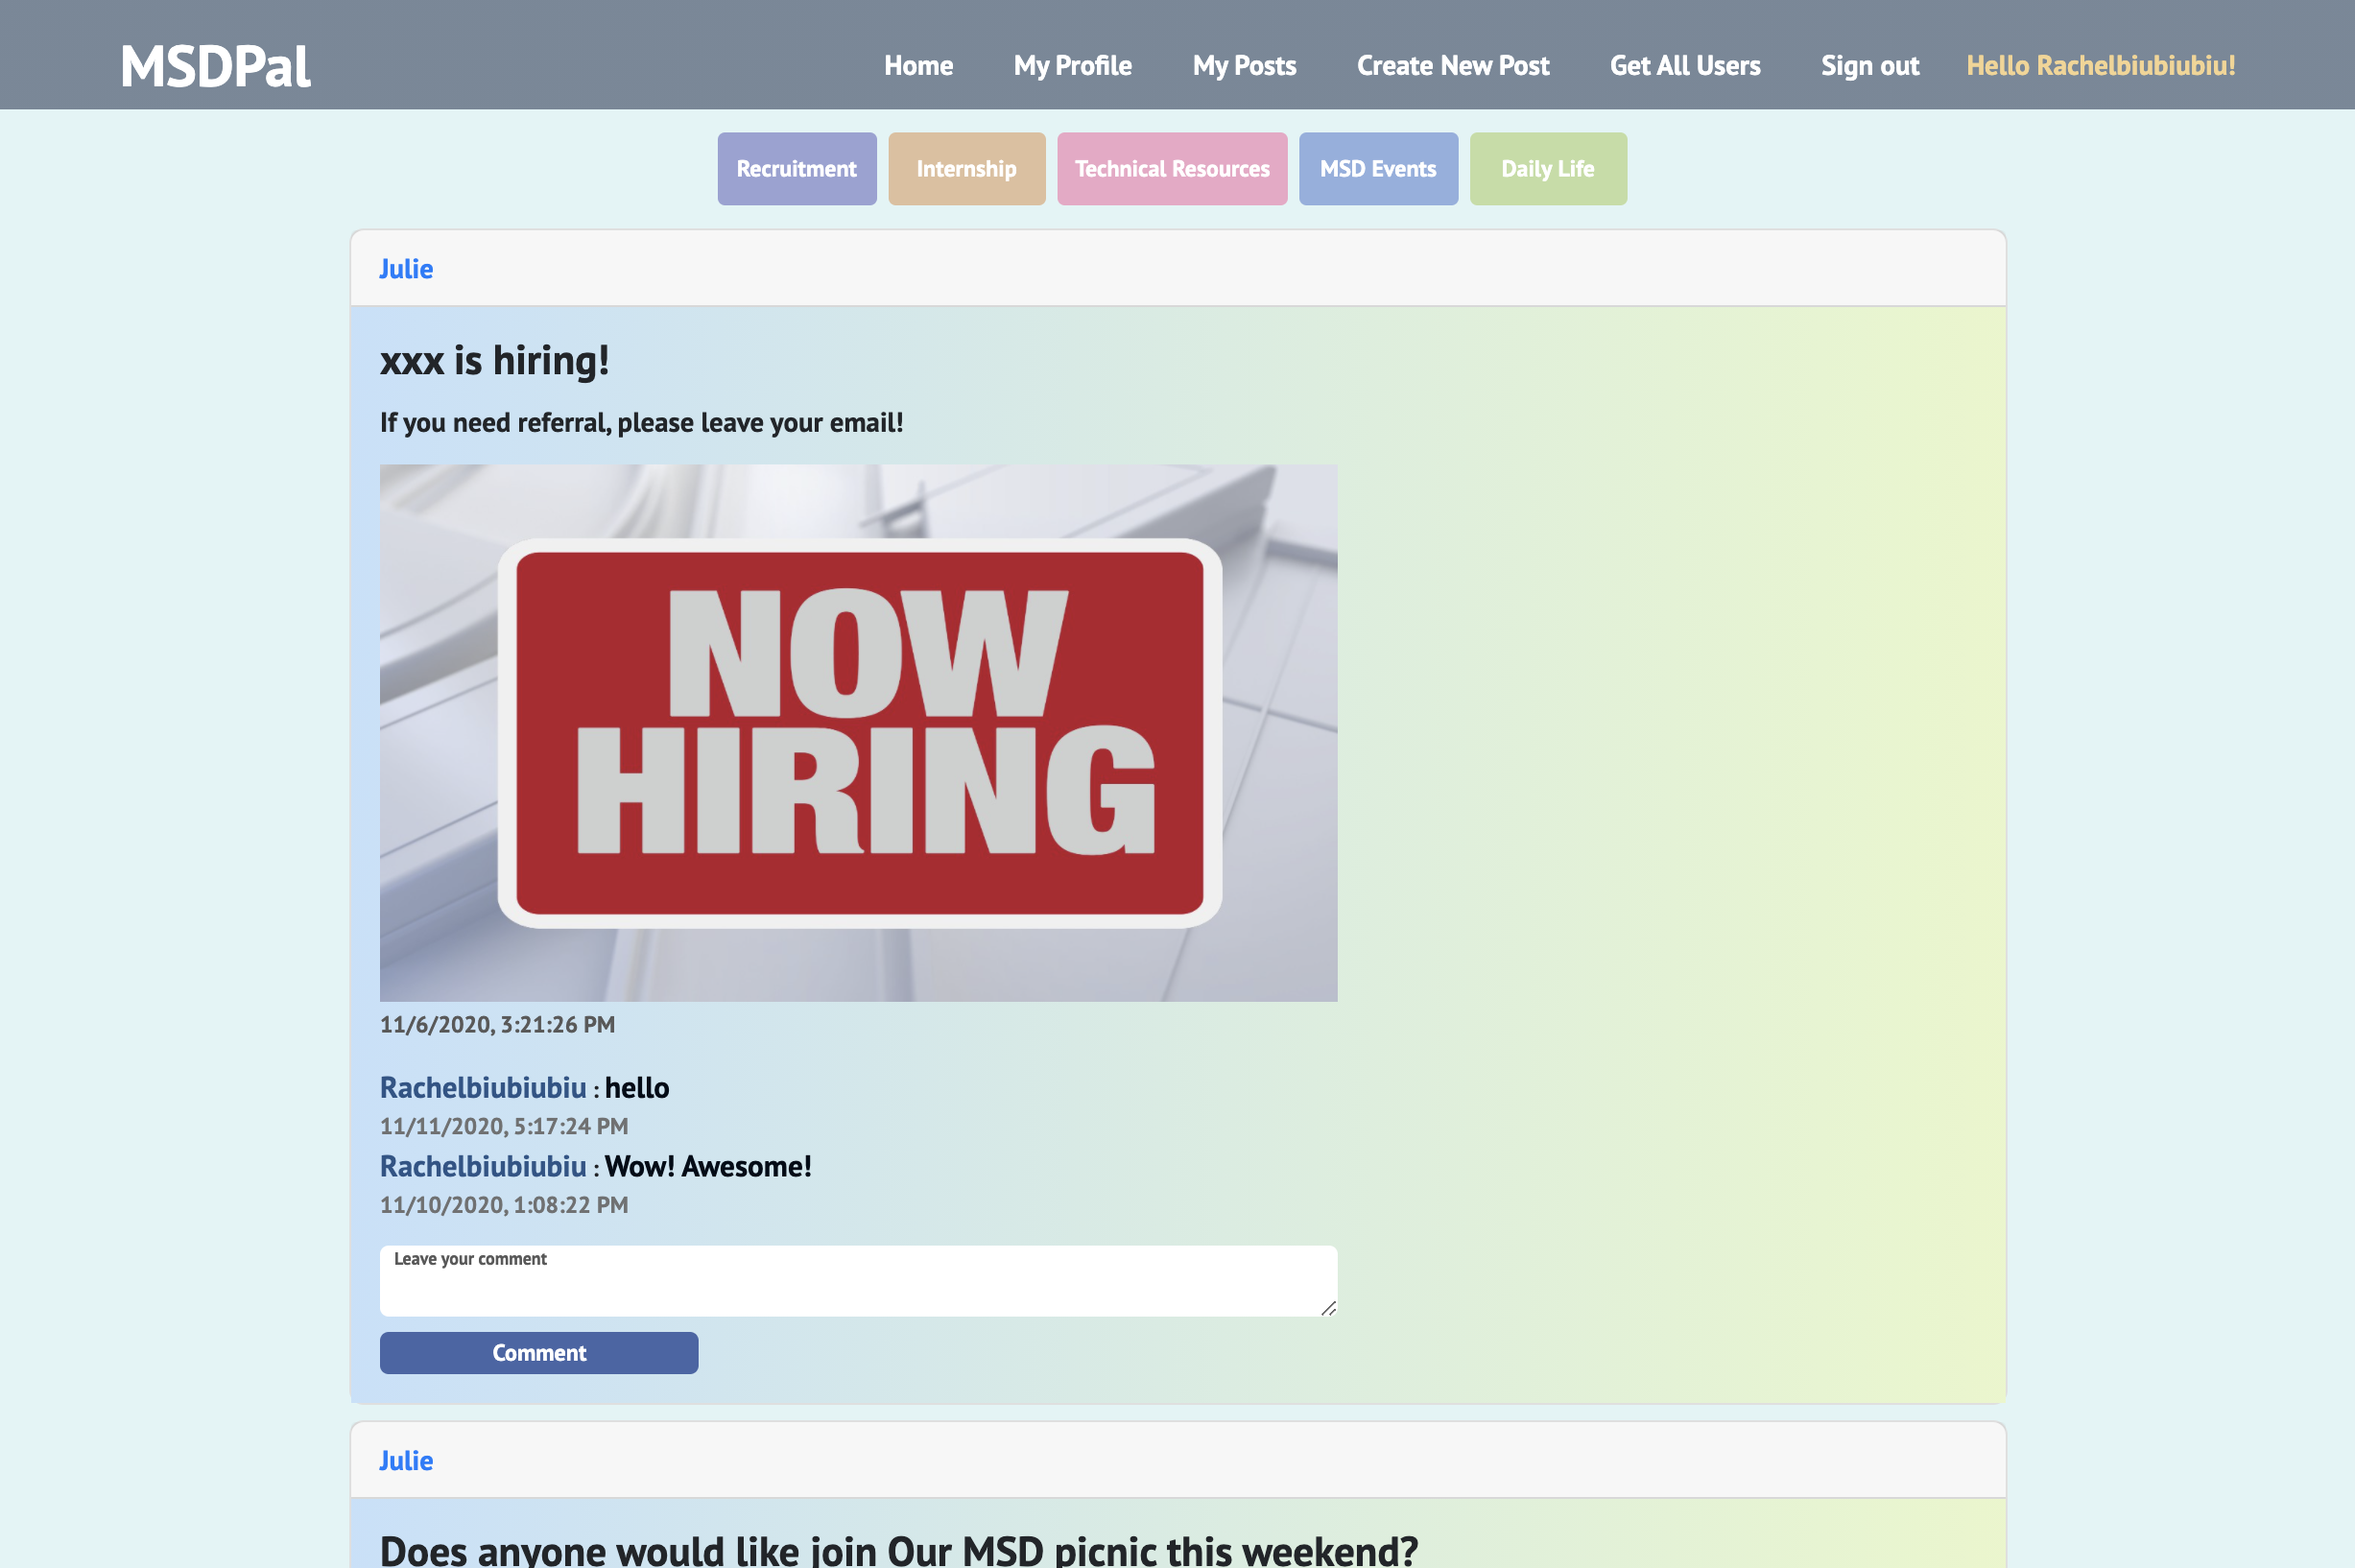 MSDPal
Home My Profile My Posts Create New Post Get All Users Sign out Hello Rachelbiubiubiu!
Recruitment Internship Technical Resources MSD Events Daily Life
Julie
xxx is hiring!
If you need referral, please leave your email!
NOW
HIRING
11/6/2020, 3:21:26 PM
Rachelbiubiubiu : hello
11/11/2020, 5:17:24 PM
Rachelbiubiubiu : Wow! Awesome!
11/10/2020, 1:08:22 PM
Leave your comment
Comment
Julie
Does anyone would like join Our MSD picnic this weekend?